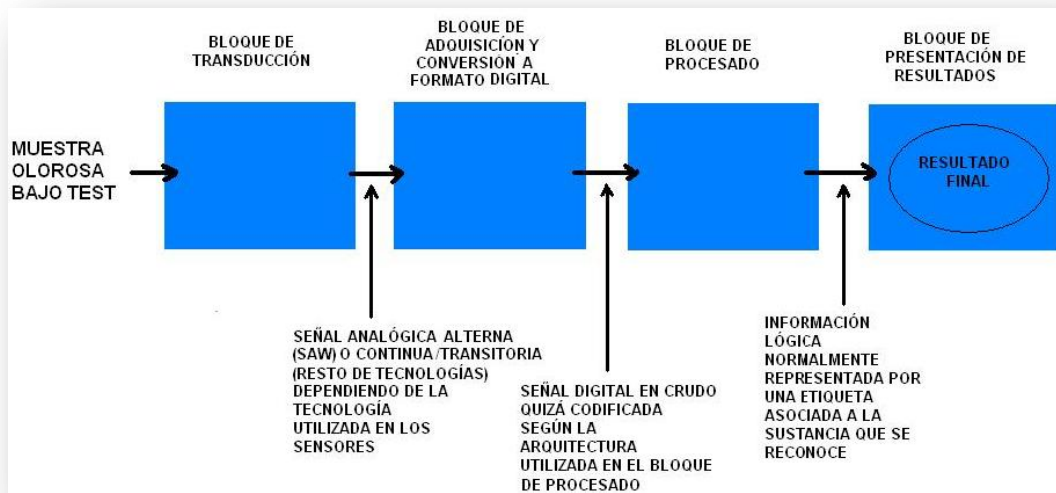 BLOQUE DE
TRANSDUCCIÓN
BLOQUE DE
ADQUISICÍON Y
CONVERSIÓN A
FORMATO DIGITAL
BLOQUE DE
PROCESADO
BLOQUE DE
PRESENTACIÓN DE
RESULTADOS
MUESTRA
OLOROSA
BAJO TEST
RESULTADO
FINAL
SEÑAL ANALÓGICA ALTERNA
(SAW) O CONTINUA/TRANSITORIA
(RESTO DE TECNOLOGÍAS)
DEPENDIENDO DE LA
TECNOLOGÍA
UTILIZADA EN LOS
SENSORES
SEÑAL DIGITAL EN CRUDO
QUIZÁ CODIFICADA
SEGÚN LA
ARQUITECTURA
UTILIZADA EN EL BLOQUE
DE PROCESADO
INFORMACIÓN
LÓGICA
NORMALMENTE
REPRESENTADA POR
UNA ETIQUETA
ASOCIADA A LA
SUSTANCIA QUE SE
RECONOCE